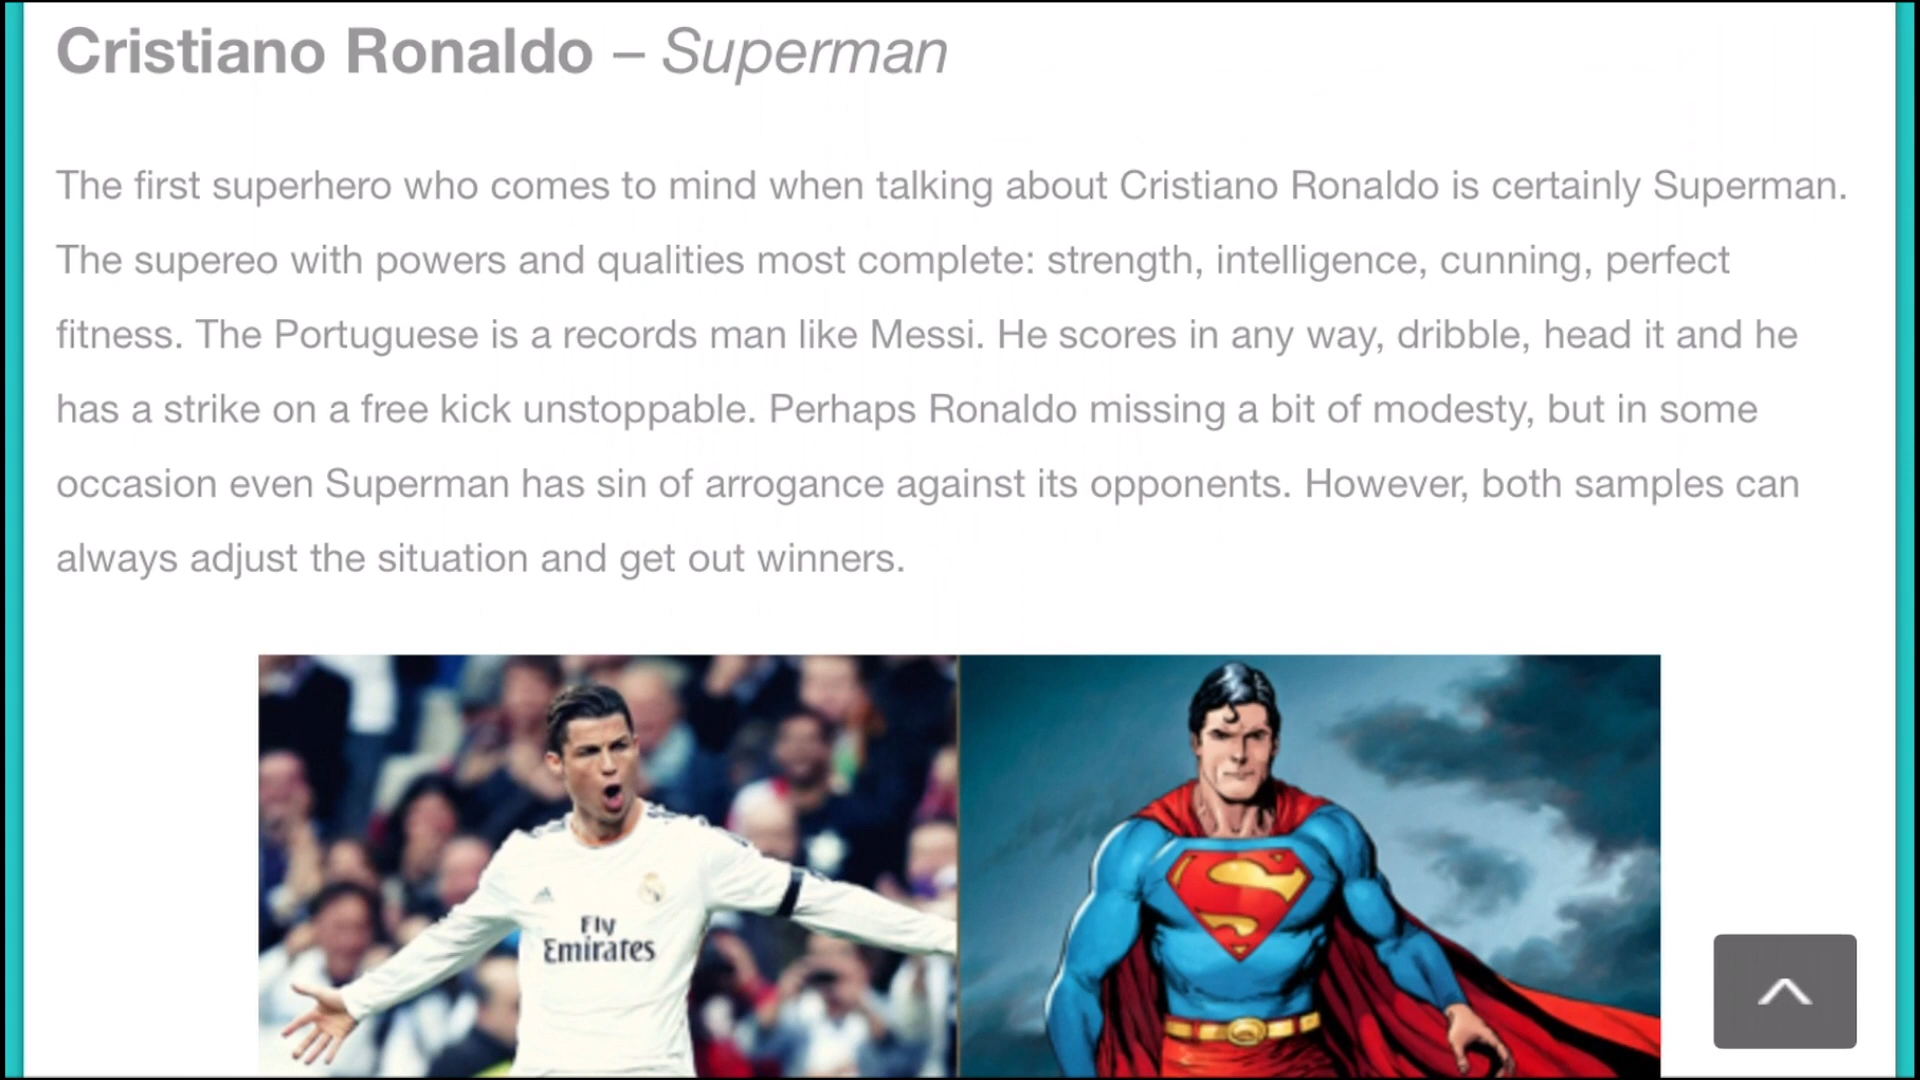 Cristiano Ronaldo – Superman
The first superhero who comes to mind when talking about Cristiano Ronaldo is certainly Superman.
The supereo with powers and qualities most complete: strength, intelligence, cunning, perfect
fitness. The Portuguese is a records man like Messi. He scores in any way, dribble, head it and he
has a strike on a free kick unstoppable. Perhaps Ronaldo missing a bit of modesty, but in some
occasion even Superman has sin of arrogance against its opponents. However, both samples can
always adjust the situation and get out winners.
Fly
Emirates
S